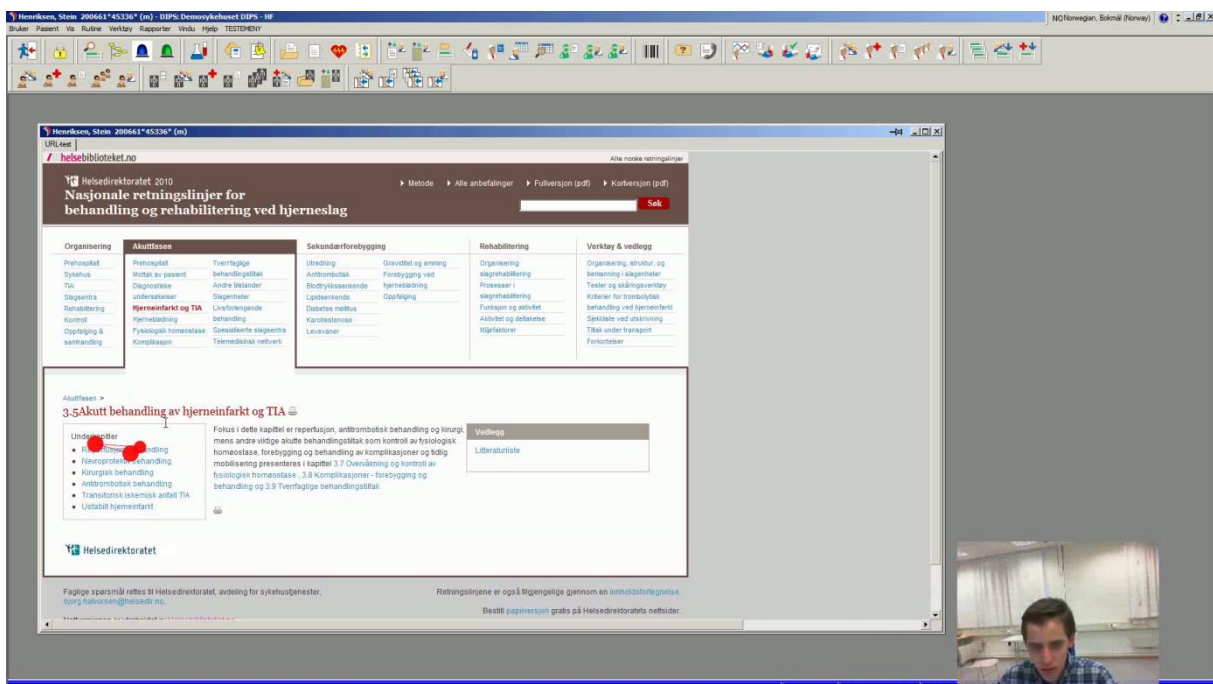 Henriksen, Stein 200661*45336* (m) - DIPS: Demosykehuset DIPS - HF
NO Norwegian, Bokmål (Norway)
Bruker Pasient Vis Rutine Verktøy Rapporter Vindu Hjelp TESTEMENY
Henriksen, Stein 200661*45336* (m)
URL-test
helsebiblioteket.no
Alle norske retningslinjer
Helsedirektoratet 2010
Nasjonale retningslinjer for
behandling og rehabilitering ved hjerneslag
Metode Alle anbefalinger Fullversjon (pdf) Kortversjon (pdf)
Søk
Organisering
Prehospitalt
Sykehus
TIA
Slagsentra
Rehabilitering
Kontroll
Oppfølging &
samhandling
Akuttfasen
Prehospitalt
Mottak av pasient
Diagnostiske
undersøkelser
Hjerneinfarkt og TIA
Hjerneblødning
Fysiologisk homeostase
Komplikasjon
Tverrfaglige
behandlingstiltak
Andre tilstander
Slagenheter
Livsforlengende
behandling
Spesialiserte slagsentra
Telemedisinsk nettverk
Sekundærforebygging
Utredning
Antitrombotisk
Blodtrykkssenkende
Lipidsenkende
Diabetes mellitus
Karotisstenose
Levevaner
Graviditet og amming
Forebygging ved
hjerneblødning
Oppfølging
Rehabilitering
Organisering
slagrehabilitering
Prosesser i
slagrehabilitering
Funksjon og aktivitet
Aktivitet og deltakelse
Miljøfaktorer
Verktøy & vedlegg
Organisering, struktur, og
bemanning i slagenheter
Tester og skåringsverktøy
Kriterier for trombolytisk
behandling ved hjerneinfarkt
Sjekkliste ved utskrivning
Tiltak under transport
Forkortelser
Akuttfasen >
3.5Akutt behandling av hjerneinfarkt og TIA
Underkapitler
Reperfusjonsbehandling
Nevroprotektiv behandling
Kirurgisk behandling
Antitrombotisk behandling
Transitorisk iskemisk anfall TIA
Ustabilt hjerneinfarkt
Fokus i dette kapittel er reperfusjon, antitrombotisk behandling og kirurgi,
mens andre viktige akutte behandlingstiltak som kontroll av fysiologisk
homøostase, forebygging og behandling av komplikasjoner og tidlig
mobilisering presenteres i kapittel 3.7 Overvåkning og kontroll av
fysiologisk homøostase , 3.8 Komplikasjoner - forebygging og
behandling og 3.9 Tverrfaglige behandlingstiltak
Vedlegg
Litteraturliste
Helsedirektoratet
Faglige spørsmål rettes til Helsedirektoratet, avdeling for sykehustjenester,
bjorg.halvorsen@helsedir.no.
Retningslinjene er også tilgjengelige gjennom en innholdsfortegnelse.
Bestill papirversjon gratis på Helsedirektoratets nettsider.